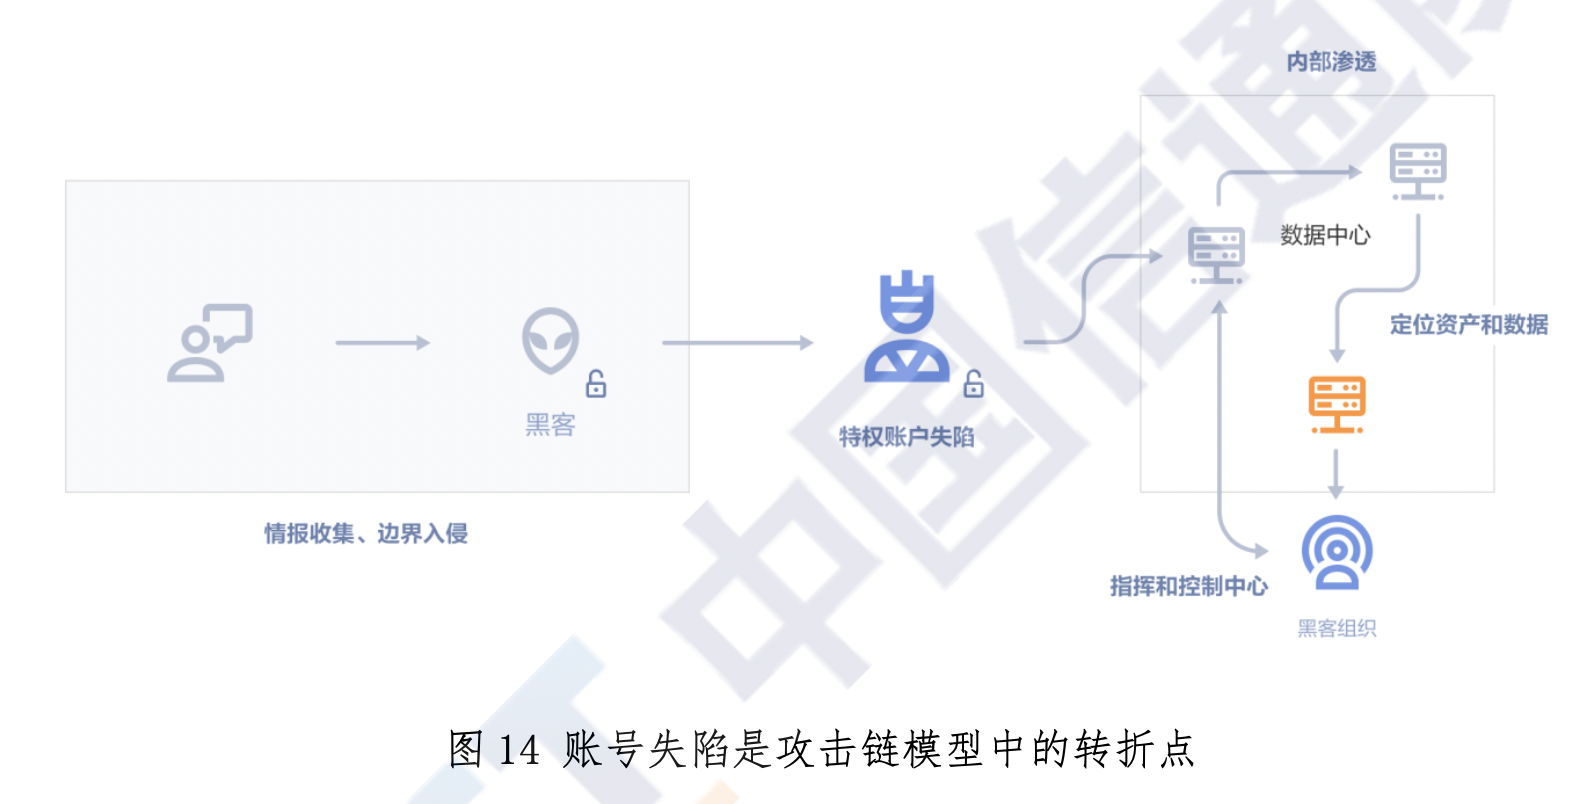 内部渗透
数据中心
定位资产和数据
黑客
特权账户失陷
情报收集、边界入侵
指挥和控制中心
黑客组织
图 14 账号失陷是攻击链模型中的转折点
中国信通院